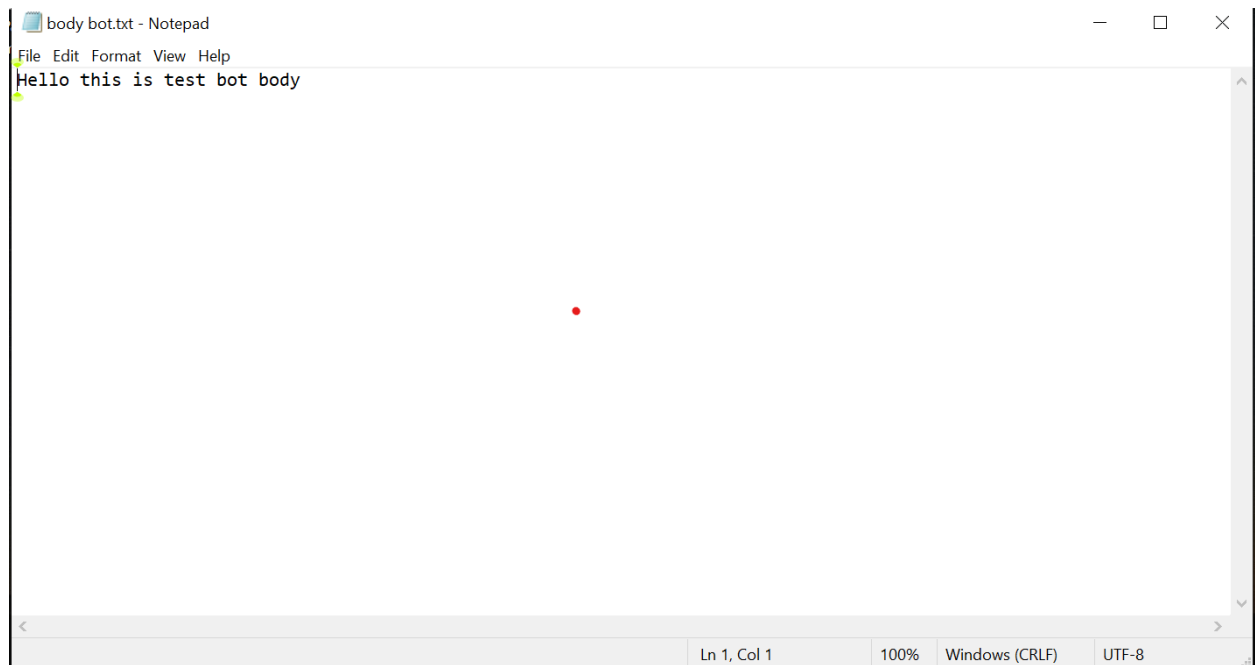 body bot.txt - Notepad
File Edit Format View Help
Hello this is test bot body
Ln 1, Col 1 100% Windows (CRLF) UTF-8